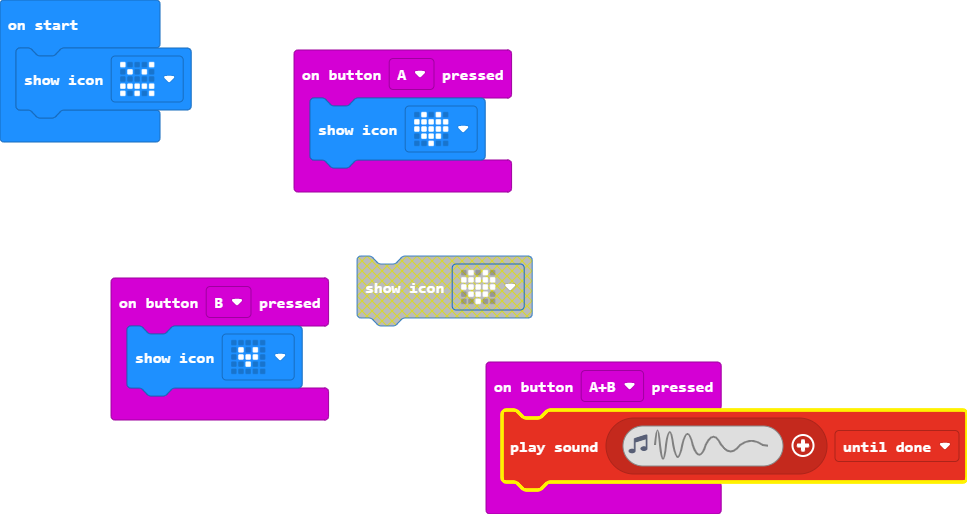 on start
show icon
on button A pressed
show icon
show icon
on button B pressed
show icon
on button A+B pressed
play sound until done